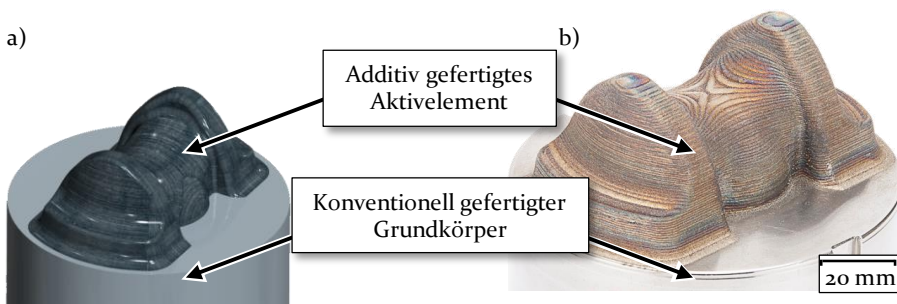 a)
b)
Additiv gefertigtes
Aktivelement
Konventionell gefertigter
Grundkörper
20 mm